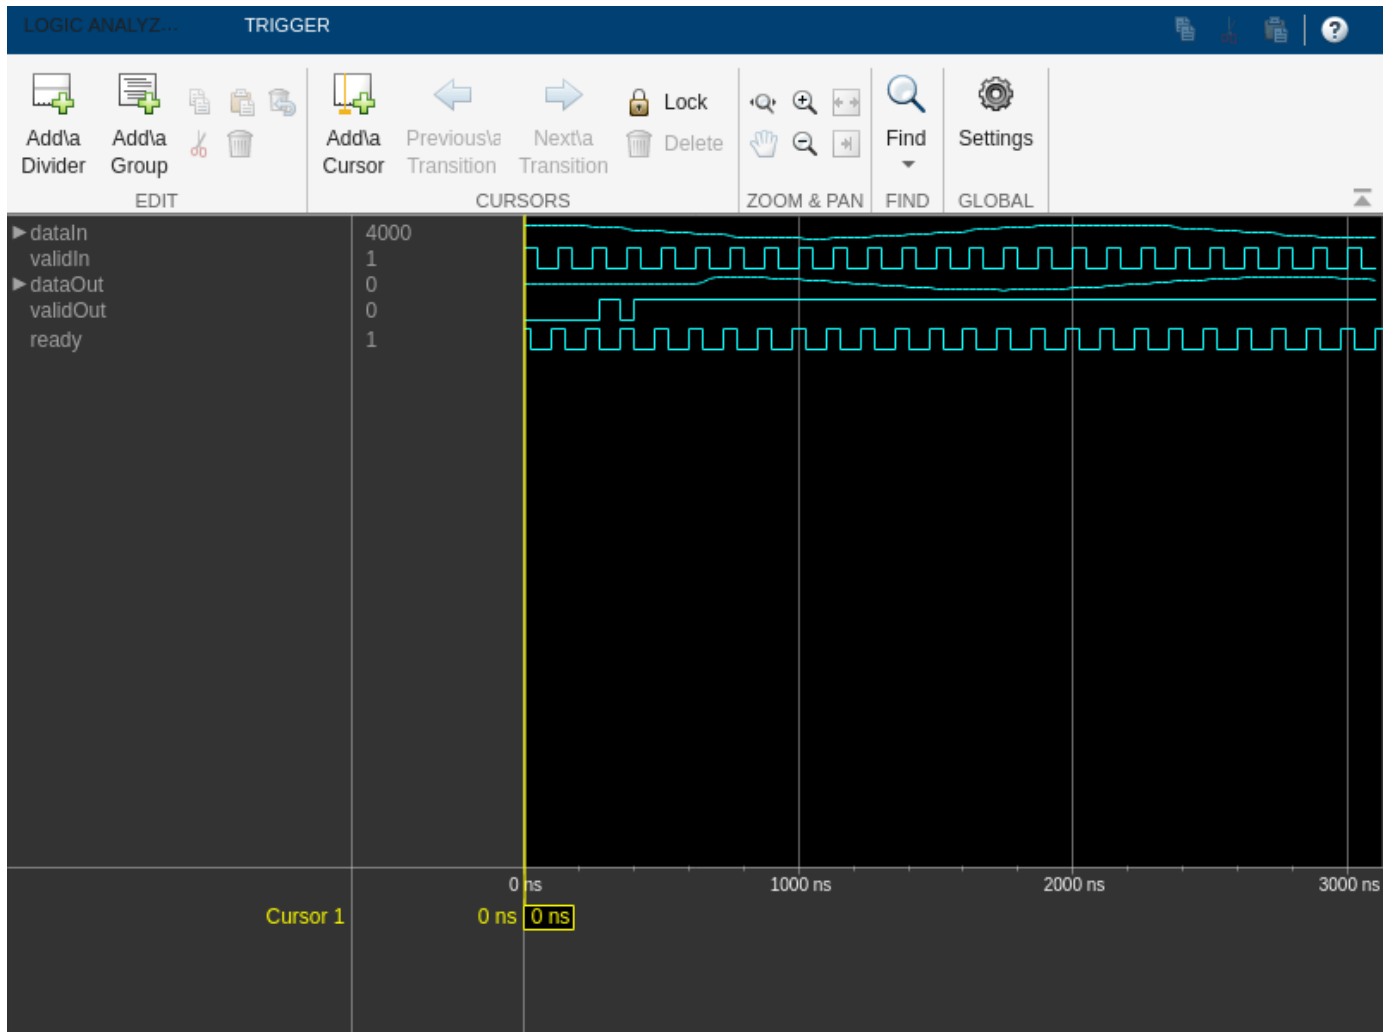 LOGIC ANALYZ... TRIGGER
Add\a Divider
Add\a Group
Add\a Cursor
Previous\a Transition
Next\a Transition
Lock
Delete
Find
Settings
EDIT CURSORS ZOOM & PAN FIND GLOBAL
dataIn 4000
validIn 1
dataOut 0
validOut 0
ready 1
0 ns 1000 ns 2000 ns 3000 ns
Cursor 1 0 ns 0 ns